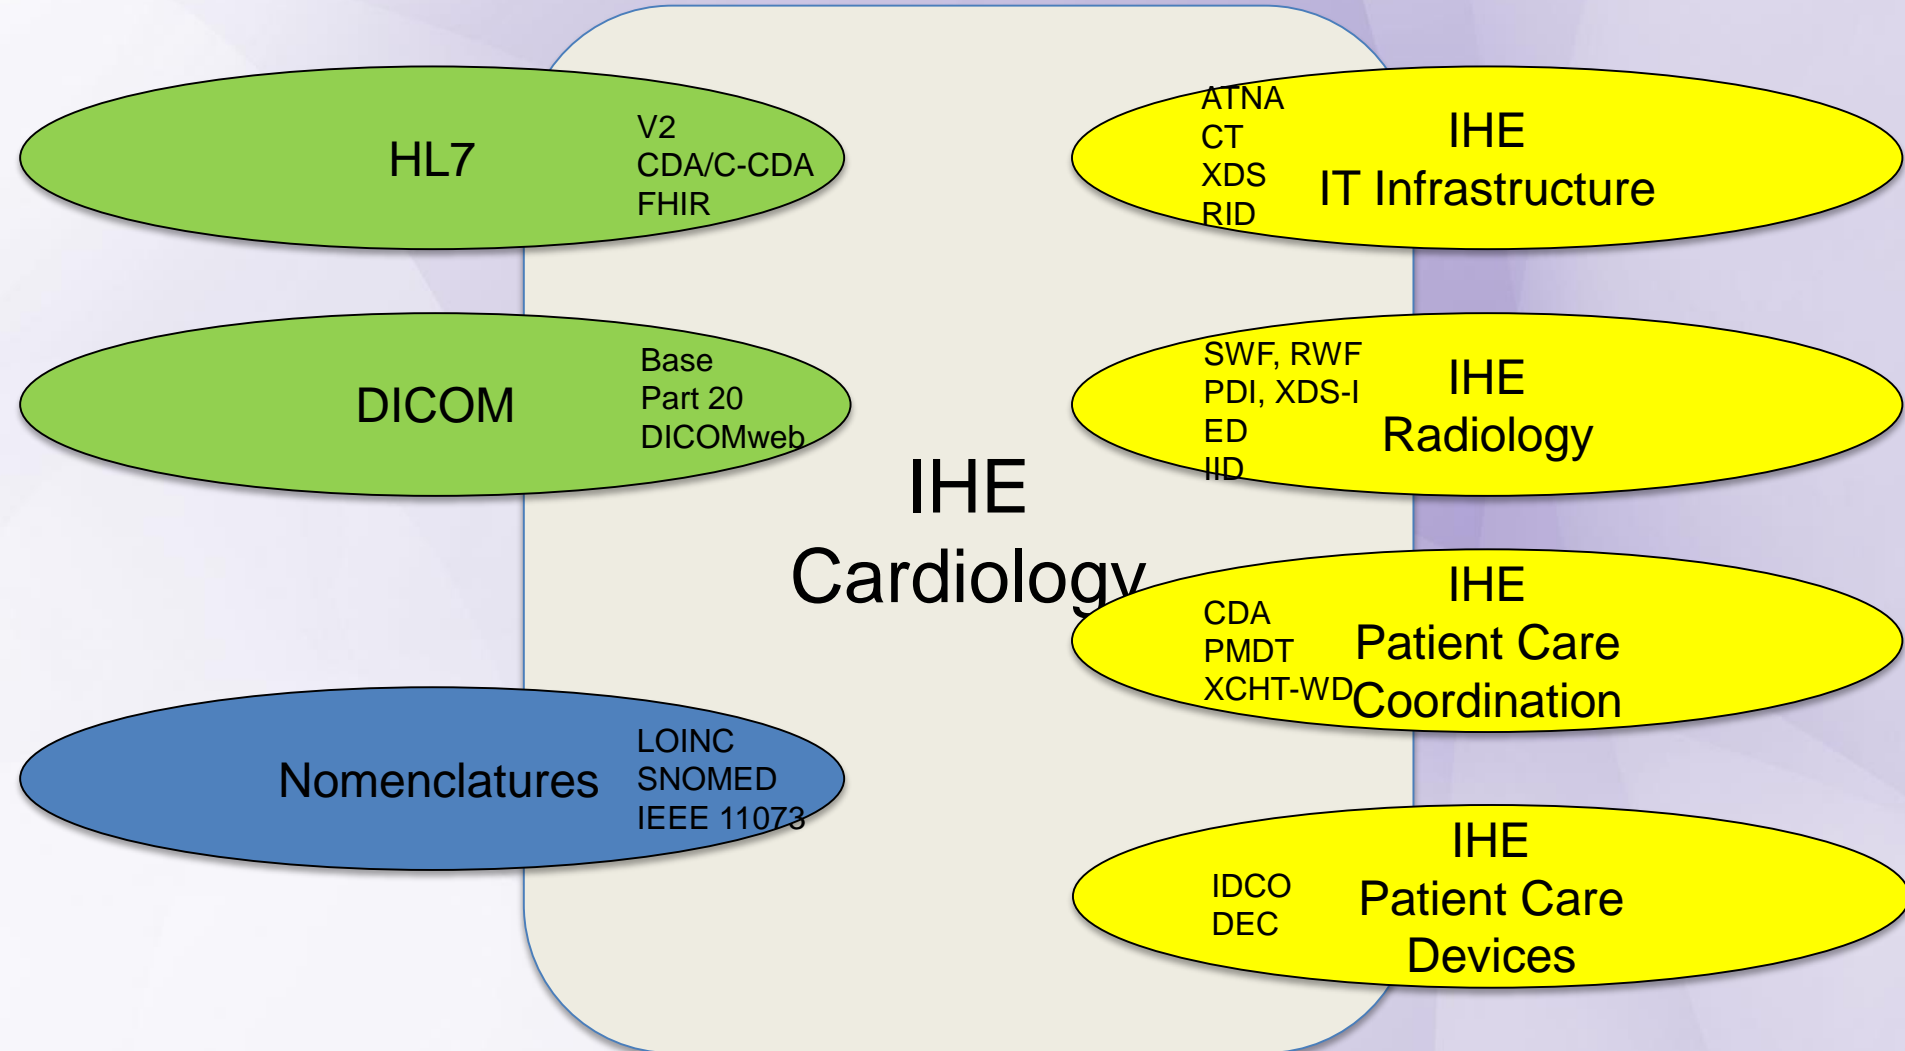 HL7
V2
CDA/C-CDA
FHIR
DICOM
Base
Part 20
DICOMweb
Nomenclatures
LOINC
SNOMED
IEEE 11073
IHE
Cardiology
ATNA
CT
XDS
RID
IHE
IT Infrastructure
SWF, RWF
PDI, XDS-I
ED
IID
IHE
Radiology
CDA
PMDT
XCHT-WD
IHE
Patient Care
Coordination
IDCO
DEC
IHE
Patient Care
Devices